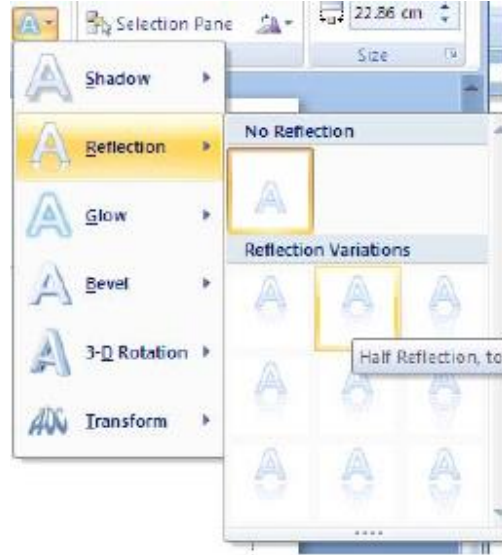 Selection Pane
22.86 cm
Size
Shadow
Reflection
Glow
Bevel
3-D Rotation
Transform
No Reflection
Reflection Variations
Half Reflection, to